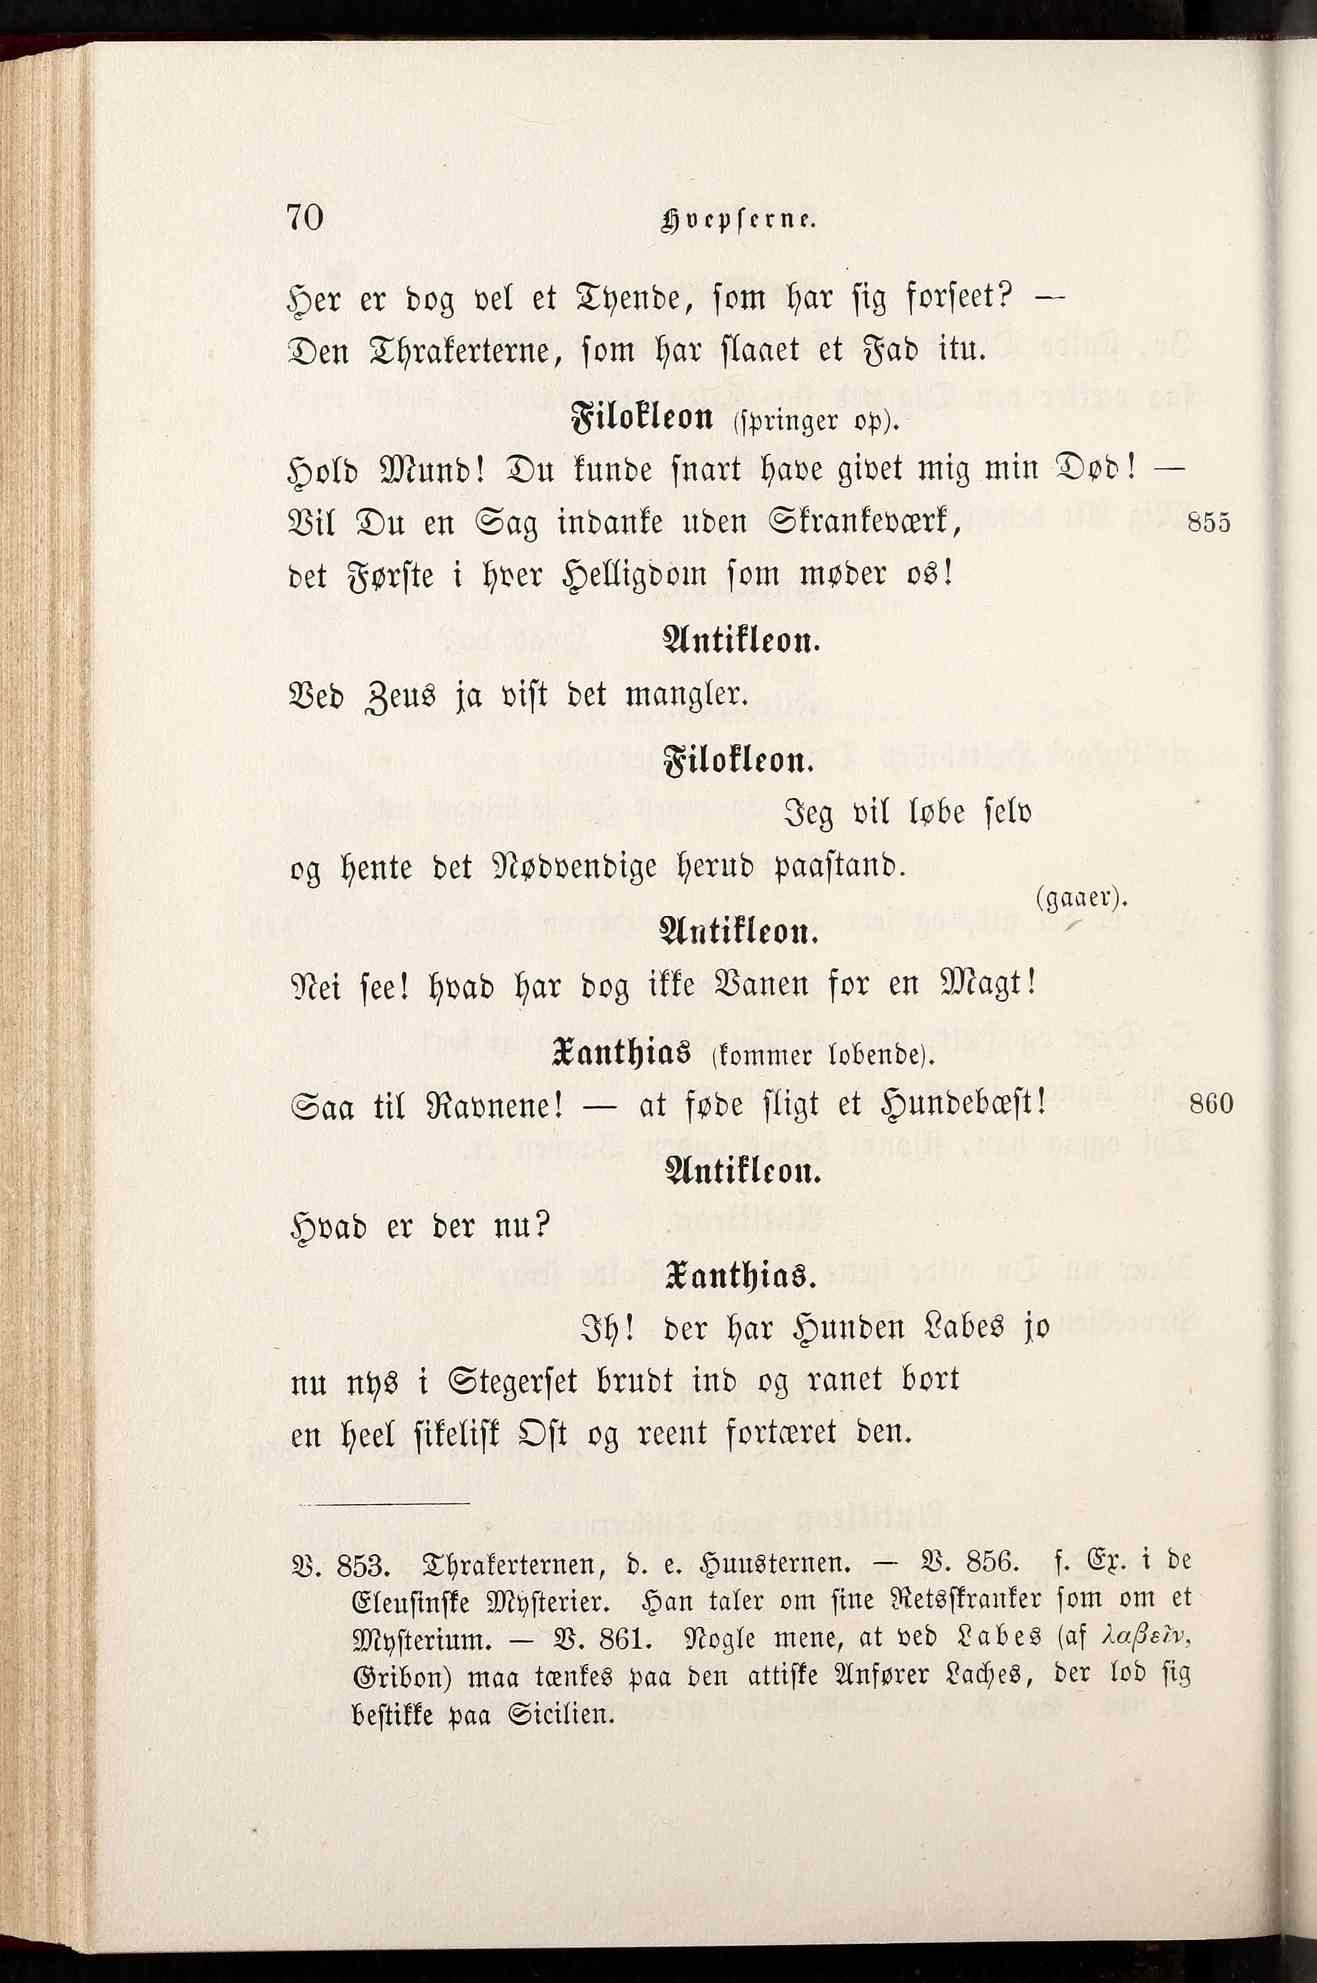 70
Hvepserne.
Her er dog vel et Tyende, som har sig forseet? —
Den Thrakerterne, som har slaaet et Fad itu.
Filokleon (springer op).
Hold Mund! Du kunde snart have givet mig min Død! —
Vil Du en Sag indanke uden Skrankeværk, 855
det Første i hver Helligdom som møder os!
Antikleon.
Ved Zeus ja vist det mangler.
Filokleon.
Jeg vil løbe selv
og hente det Nødvendige herud paastand.
(gaaer).
Antikleon.
Nei see! hvad har dog ikke Vanen for en Magt!
Xanthias (kommer lobende).
Saa til Ravnene! — at føde sligt et Hundebæst! 860
Antikleon.
Hvad er der nu?
Xanthias.
Ih! der har Hunden Labes jo
nu nys i Stegerset brudt ind og ranet bort
en heel sikelisk Ost og reent fortæret den.
V. 853. Thrakerternen, d. e. Huusternen. — V. 856. f. Ex. i de
Eleusinske Mysterier. Han taler om sine Retsskranker som om et
Mysterium. — V. 861. Nogle mene, at ved Labes (af λαβεῖν,
Gribon) maa tænkes paa den attiske Anfører Laches, der lod sig
bestikke paa Sicilien.